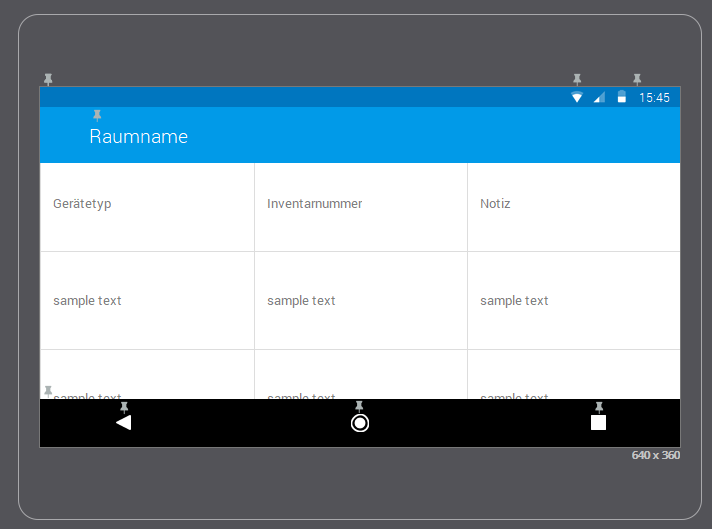 15:45
Raumname
Gerätetyp Inventarnummer Notiz
sample text sample text sample text
sample text sample text sample text
640 x 360